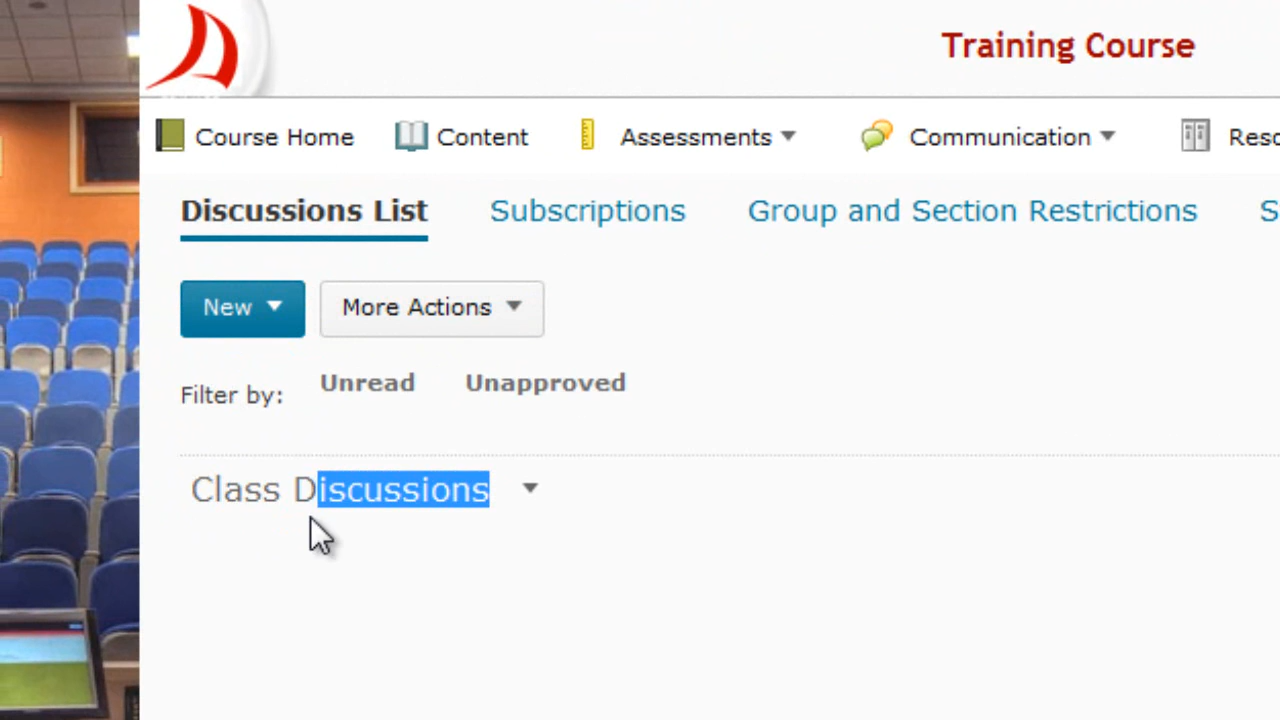 Training Course
Course Home Content Assessments Communication
Discussions List Subscriptions Group and Section Restrictions
New More Actions
Filter by: Unread Unapproved
Class Discussions